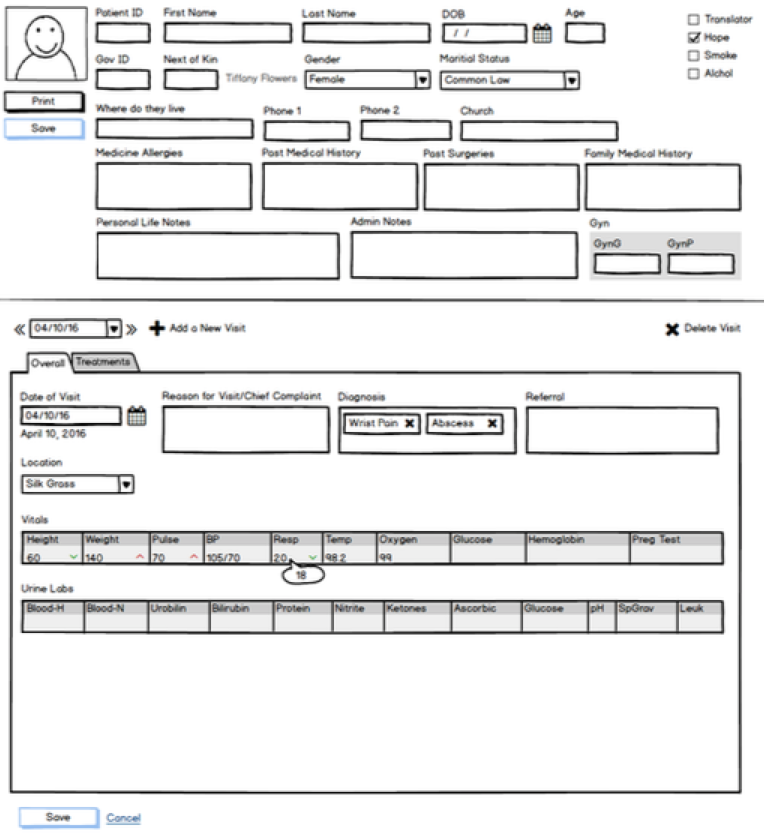 Patient ID First Name Last Name DOB Age
/ /
Translator
Hope
Smoke
Alchol
Gov ID Next of Kin Gender Maritial Status
Tiffany Flowers Female Common Law
Print
Save
Where do they live Phone 1 Phone 2 Church
Medicine Allergies Past Medical History Past Surgeries Family Medical History
Personal Life Notes Admin Notes Gyn
GynG GynP
04/10/16 Add a New Visit Delete Visit
Overall Treatments
Date of Visit Reason for Visit/Chief Complaint Diagnosis Referral
04/10/16 Wrist Pain Abscess
April 10, 2016
Location
Silk Grass
Vitals
Height Weight Pulse BP Resp Temp Oxygen Glucose Hemoglobin Preg Test
60 140 70 105/70 20 98.2 99
18
Urine Labs
Blood-H Blood-N Urobilin Bilirubin Protein Nitrite Ketones Ascorbic Glucose pH SpGrav Leuk
Save Cancel